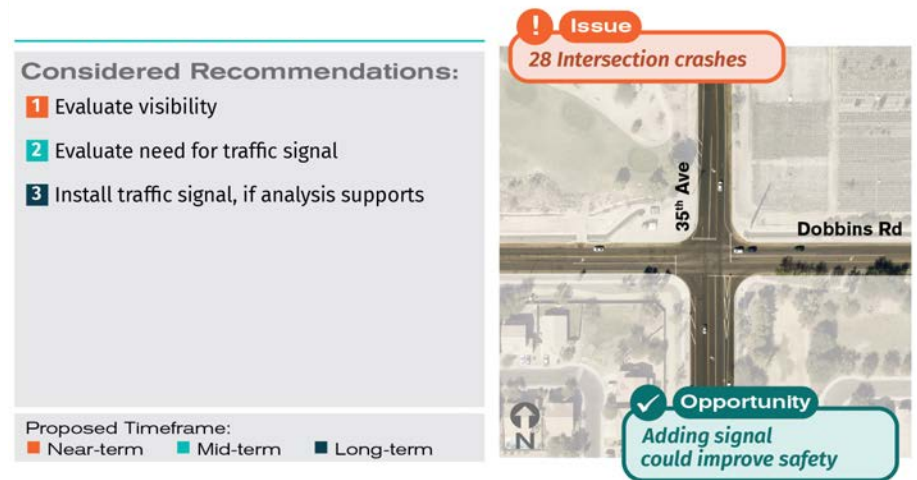 Considered Recommendations:
1 Evaluate visibility
2 Evaluate need for traffic signal
3 Install traffic signal, if analysis supports
Proposed Timeframe:
Near-term Mid-term Long-term
! Issue
28 Intersection crashes
35th Ave
Dobbins Rd
N
Opportunity
Adding signal
could improve safety